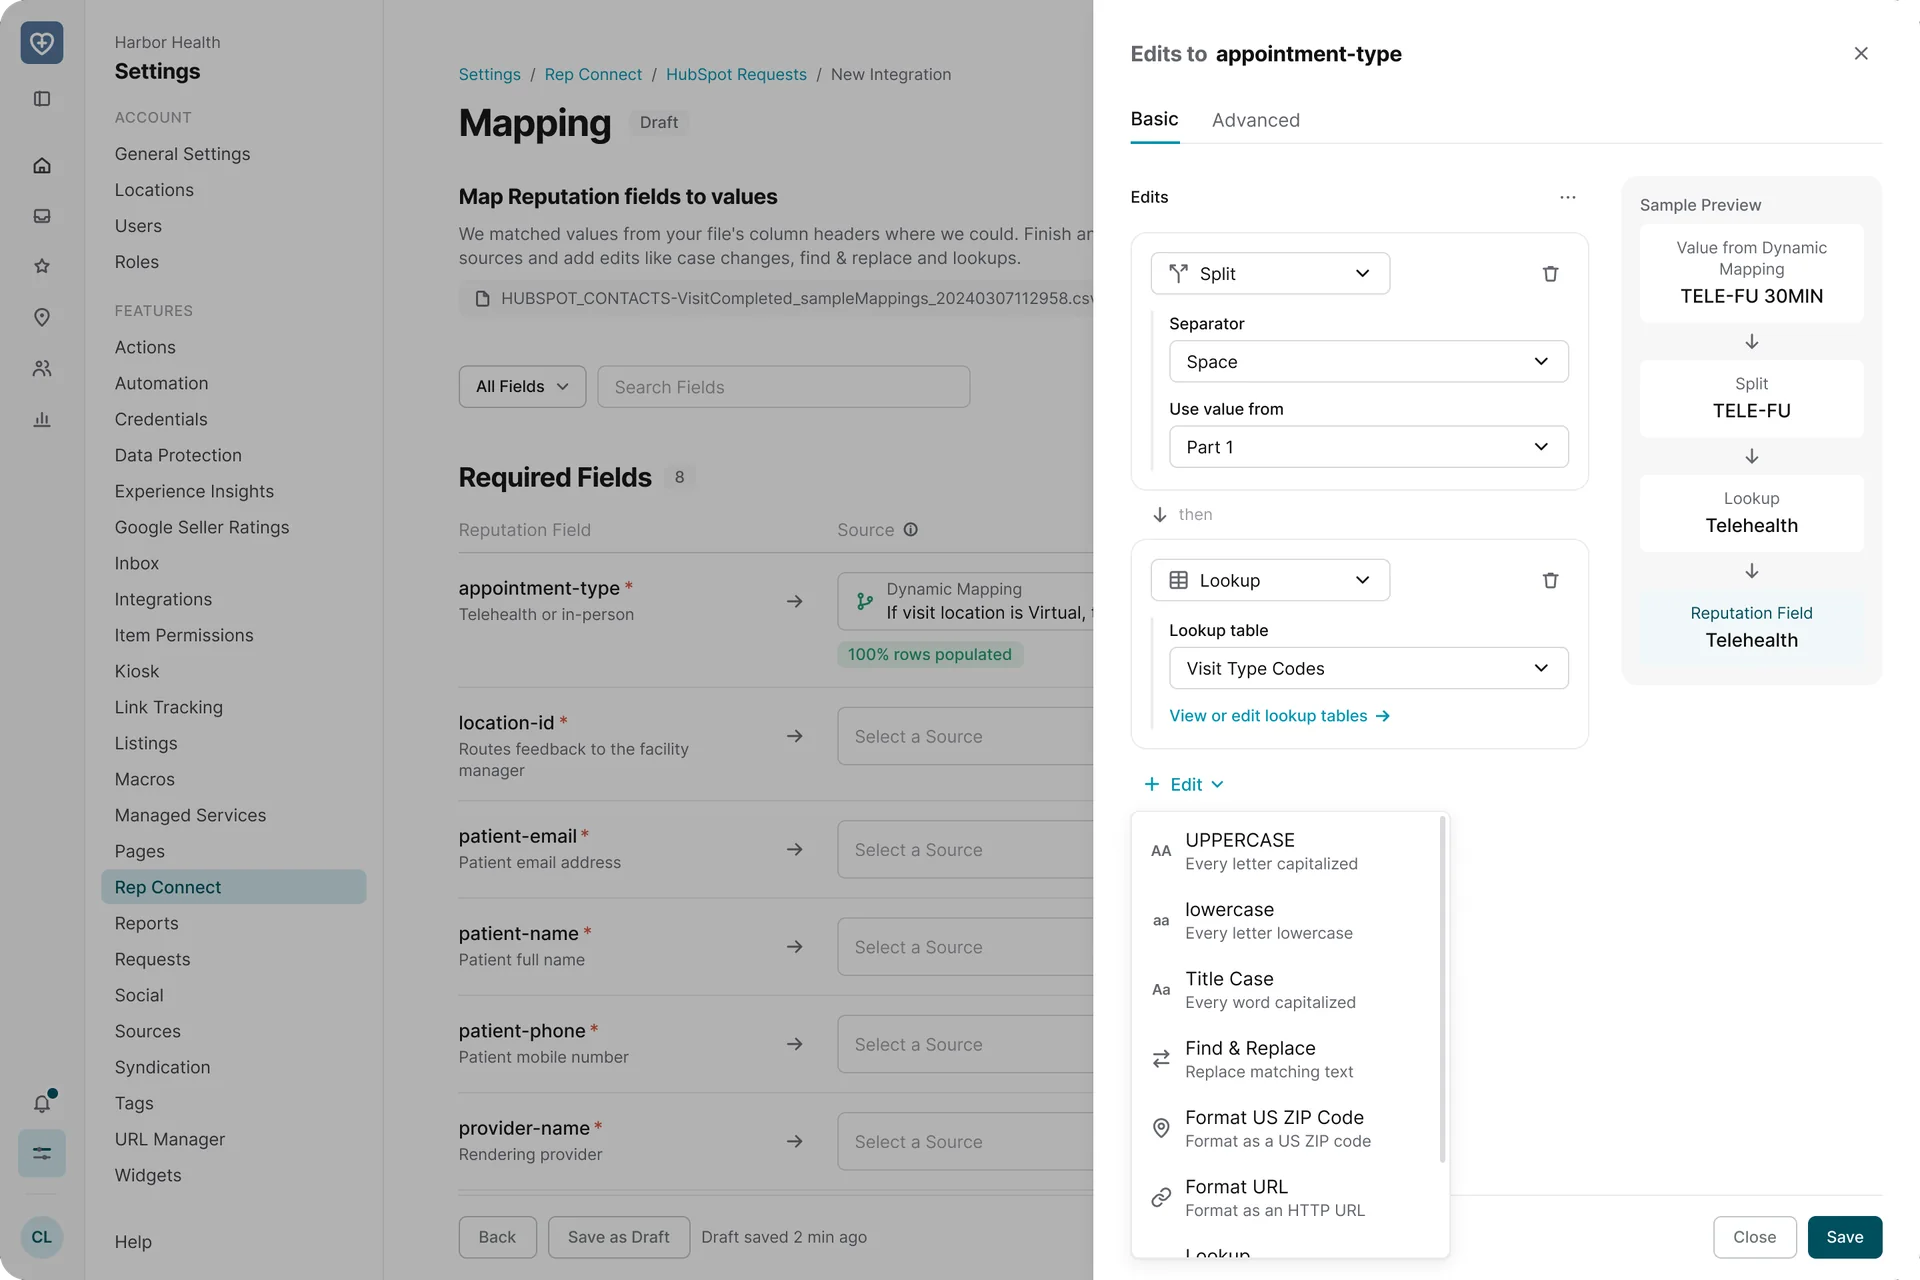 Harbor Health
Settings
ACCOUNT
General Settings
Locations
Users
Roles
FEATURES
Actions
Automation
Credentials
Data Protection
Experience Insights
Google Seller Ratings
Inbox
Integrations
Item Permissions
Kiosk
Link Tracking
Listings
Macros
Managed Services
Pages
Rep Connect
Reports
Requests
Social
Sources
Syndication
Tags
URL Manager
Widgets
Help
CL
Settings / Rep Connect / HubSpot Requests / New Integration
Mapping Draft
Map Reputation fields to values
We matched values from your file's column headers where we could. Finish
sources and add edits like case changes, find & replace and lookups.
HUBSPOT_CONTACTS-VisitCompleted_sampleMappings_20240307112958.csv
All Fields
Search Fields
Required Fields 8
Reputation Field
Source
appointment-type *
Telehealth or in-person
Dynamic Mapping
If visit location is Virtual,
100% rows populated
location-id *
Routes feedback to the facility
manager
Select a Source
patient-email *
Patient email address
Select a Source
patient-name *
Patient full name
Select a Source
patient-phone *
Patient mobile number
Select a Source
provider-name *
Rendering provider
Select a Source
Back
Save as Draft
Draft saved 2 min ago
Edits to appointment-type
Basic
Advanced
Edits
Split
Separator
Space
Use value from
Part 1
then
Lookup
Lookup table
Visit Type Codes
View or edit lookup tables
+ Edit
AA
UPPERCASE
Every letter capitalized
aa
lowercase
Every letter lowercase
Aa
Title Case
Every word capitalized
Find & Replace
Replace matching text
Format US ZIP Code
Format as a US ZIP code
Format URL
Format as an HTTP URL
Lookup
Sample Preview
Value from Dynamic
Mapping
TELE-FU 30MIN
Split
TELE-FU
Lookup
Telehealth
Reputation Field
Telehealth
Close
Save